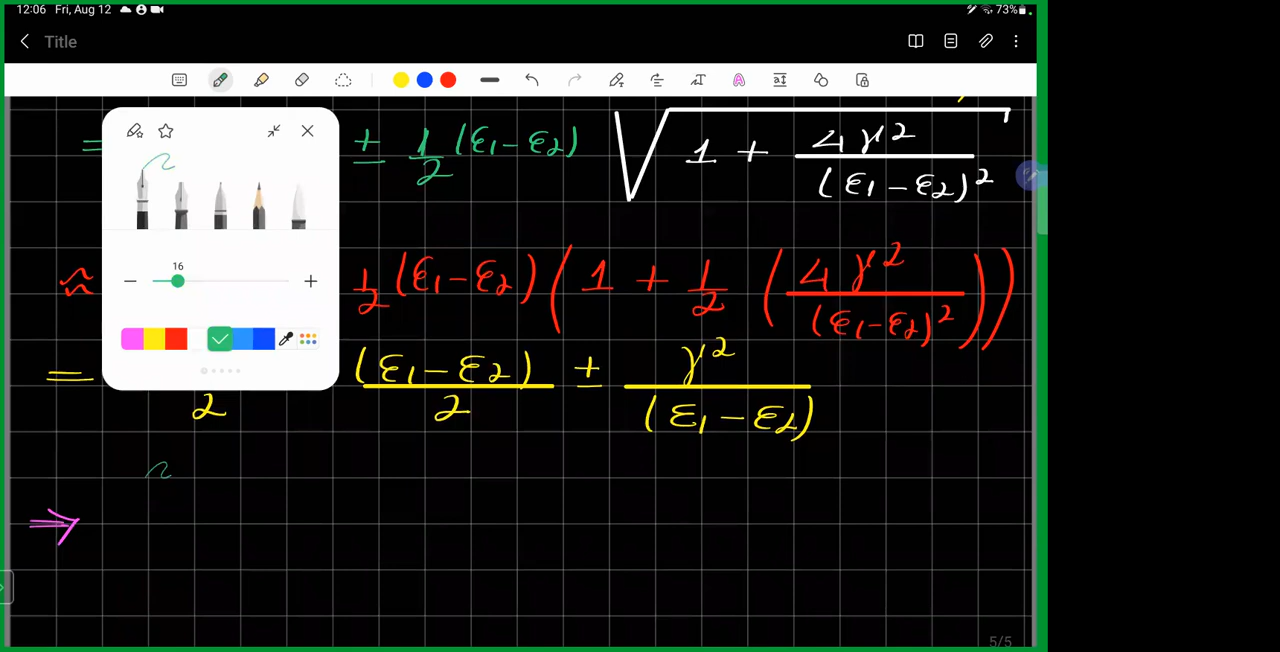 12:06 Fri, Aug 12 73%
Title
= ± 1/2 (ε1 − ε2) √(1 + 4γ²/(ε1 − ε2)²)
16
≈ 1/2 (ε1 − ε2) (1 + 1/2 (4γ²/(ε1 − ε2)²))
= /2 (ε1 − ε2)/2 ± γ²/(ε1 − ε2)
⇒
5/5